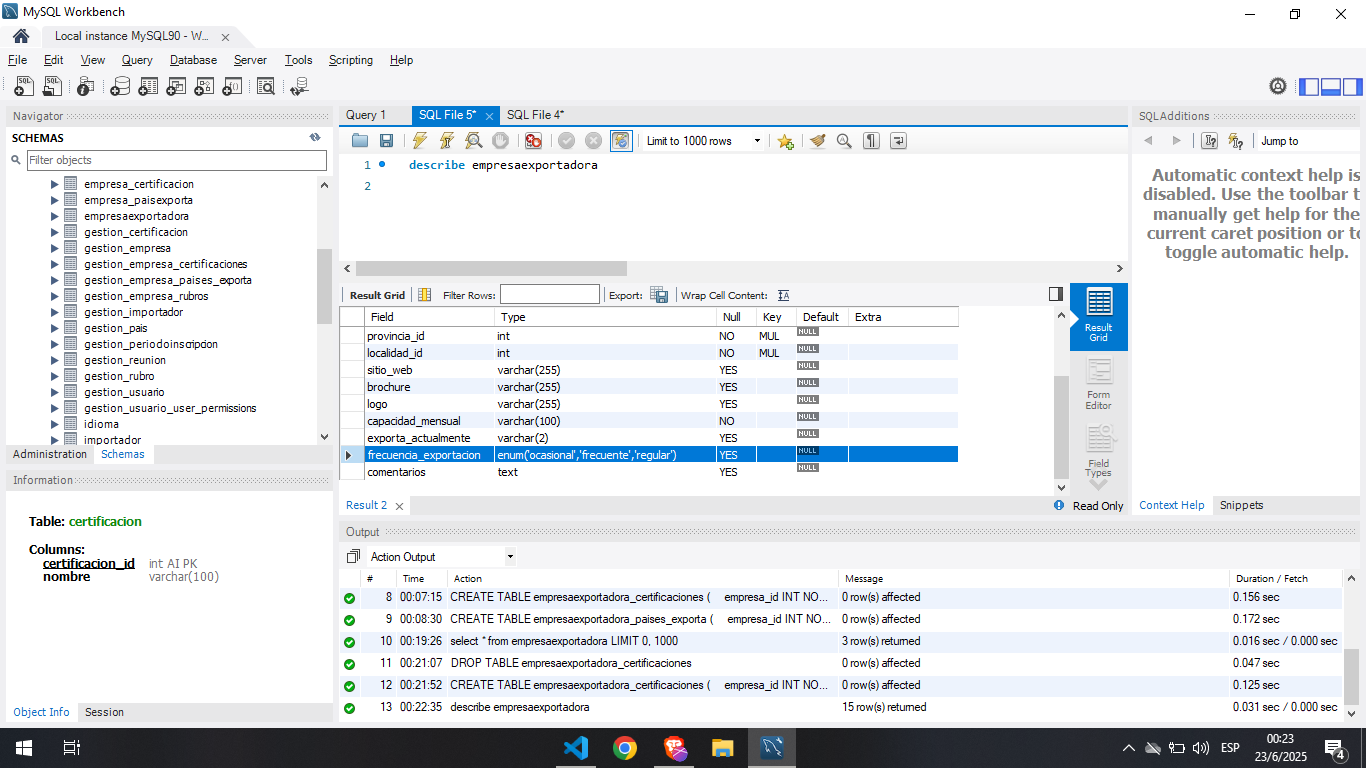 MySQL Workbench
Local instance MySQL90 - W...
File Edit View Query Database Server Tools Scripting Help
Navigator
SCHEMAS
Filter objects
empresa_certificacion
empresa_paisexporta
empresaexportadora
gestion_certificacion
gestion_empresa
gestion_empresa_certificaciones
gestion_empresa_paises_exporta
gestion_empresa_rubros
gestion_importador
gestion_pais
gestion_periodoinscripcion
gestion_reunion
gestion_rubro
gestion_usuario
gestion_usuario_user_permissions
idioma
importador
Administration Schemas
Information
Table: certificacion
Columns:
certificacion_id int AI PK
nombre varchar(100)
Object Info Session
Query 1 SQL File 5* SQL File 4*
Limit to 1000 rows
1 describe empresaexportadora
2
Result Grid Filter Rows: Export: Wrap Cell Content:
Field Type Null Key Default Extra
provincia_id int NO MUL NULL
localidad_id int NO MUL NULL
sitio_web varchar(255) YES NULL
brochure varchar(255) YES NULL
logo varchar(255) YES NULL
capacidad_mensual varchar(100) NO NULL
exporta_actualmente varchar(2) YES NULL
frecuencia_exportacion enum('ocasional','frecuente','regular') YES NULL
comentarios text YES NULL
Result Grid
Form Editor
Field Types
Result 2
Read Only
Output
Action Output
# Time Action Message Duration / Fetch
8 00:07:15 CREATE TABLE empresaexportadora_certificaciones ( empresa_id INT NO... 0 row(s) affected 0.156 sec
9 00:08:30 CREATE TABLE empresaexportadora_paises_exporta ( empresa_id INT NO... 0 row(s) affected 0.172 sec
10 00:19:26 select * from empresaexportadora LIMIT 0, 1000 3 row(s) returned 0.016 sec / 0.000 sec
11 00:21:07 DROP TABLE empresaexportadora_certificaciones 0 row(s) affected 0.047 sec
12 00:21:52 CREATE TABLE empresaexportadora_certificaciones ( empresa_id INT NO... 0 row(s) affected 0.125 sec
13 00:22:35 describe empresaexportadora 15 row(s) returned 0.031 sec / 0.000 sec
SQLAdditions
Jump to
Automatic context help is
disabled. Use the toolbar t
manually get help for the
current caret position or to
toggle automatic help.
Context Help Snippets
ESP
00:23
23/6/2025
4